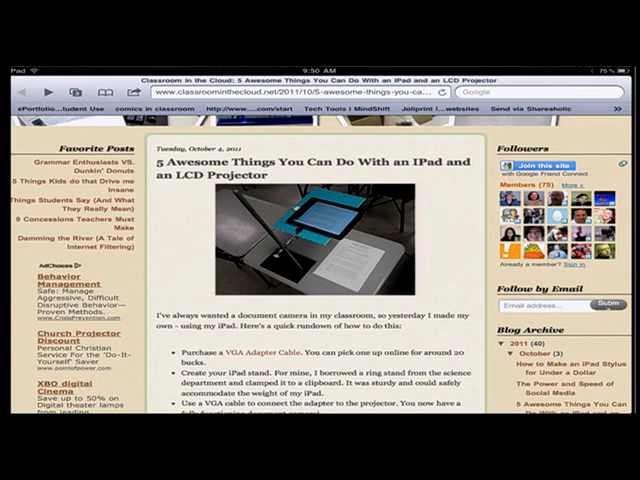 Pad
9:50 AM
75%
Classroom in the Cloud: 5 Awesome Things You Can Do With an IPad and an LCD Projector
www.classroominthecloud.net/2011/10/5-awesome-things-you-ca...
Google
ePortfolio...tudent Use
comics in classroom
http://www....com/start
Tech Tools | MindShift
Joliprint |...websites
Send via Shareaholic
Favorite Posts
Grammar Enthusiasts VS.
Dunkin' Donuts
5 Things Kids do that Drive me
Insane
Things Students Say (And What
They Really Mean)
9 Concessions Teachers Must
Make
Damming the River (A Tale of
Internet Filtering)
AdChoices
Behavior
Management
Safe: Manage
Aggressive, Difficult
Disruptive Behavior—
Proven Methods.
www.CrisisPrevention.com
Church Projector
Discount
Personal Christian
Service For the "Do-It-
Yourself" Saver
www.pointofpower.com
XBO digital
Cinema
Save up to 50% on
Digital theater lamps
from leading
Tuesday, October 4, 2011
5 Awesome Things You Can Do With an IPad and
an LCD Projector
I've always wanted a document camera in my classroom, so yesterday I made my
own - using my iPad. Here's a quick rundown of how to do this:
Purchase a VGA Adapter Cable. You can pick one up online for around 20
bucks.
Create your iPad stand. For mine, I borrowed a ring stand from the science
department and clamped it to a clipboard. It was sturdy and could safely
accommodate the weight of my iPad.
Use a VGA cable to connect the adapter to the projector. You now have a
fully functioning document camera!
Followers
Join this site
with Google Friend Connect
Members (75) More »
Already a member? Sign in
Follow by Email
Email address...
Subm
Blog Archive
▼ 2011 (40)
▼ October (3)
How to Make an iPad Stylus
for Under a Dollar
The Power and Speed of
Social Media
5 Awesome Things You Can
Do With an IPad and an